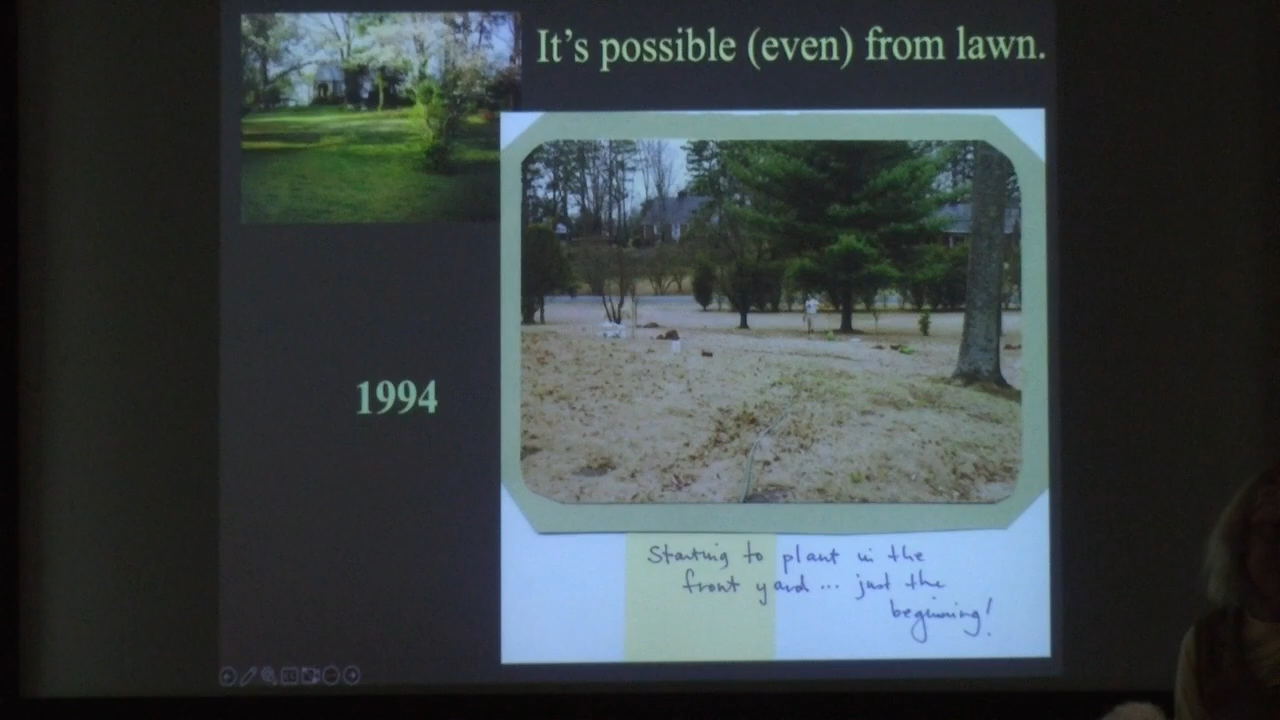 It's possible (even) from lawn.
1994
Starting to plant in the
front yard... just the
beginning!